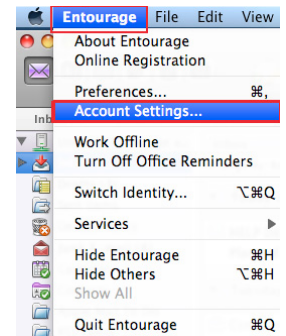 Entourage File Edit View
About Entourage
Online Registration
Preferences... ⌘,
Inb
Account Settings...
Work Offline
Turn Off Office Reminders
Switch Identity... ⌥⌘Q
Services ▶
Hide Entourage ⌘H
Hide Others ⌥⌘H
Show All
Quit Entourage ⌘Q